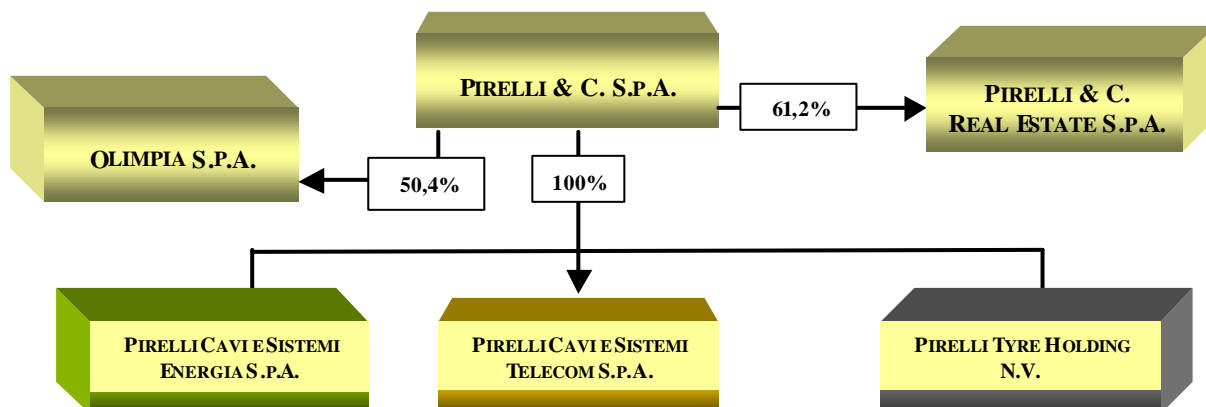 PIRELLI & C. S.P.A.
61,2%
PIRELLI & C.
REAL ESTATE S.P.A.
OLIMPIA S.P.A.
50,4%
100%
PIRELLI CAVI E SISTEMI
ENERGIA S.P.A.
PIRELLI CAVI E SISTEMI
TELECOM S.P.A.
PIRELLI TYRE HOLDING
N.V.